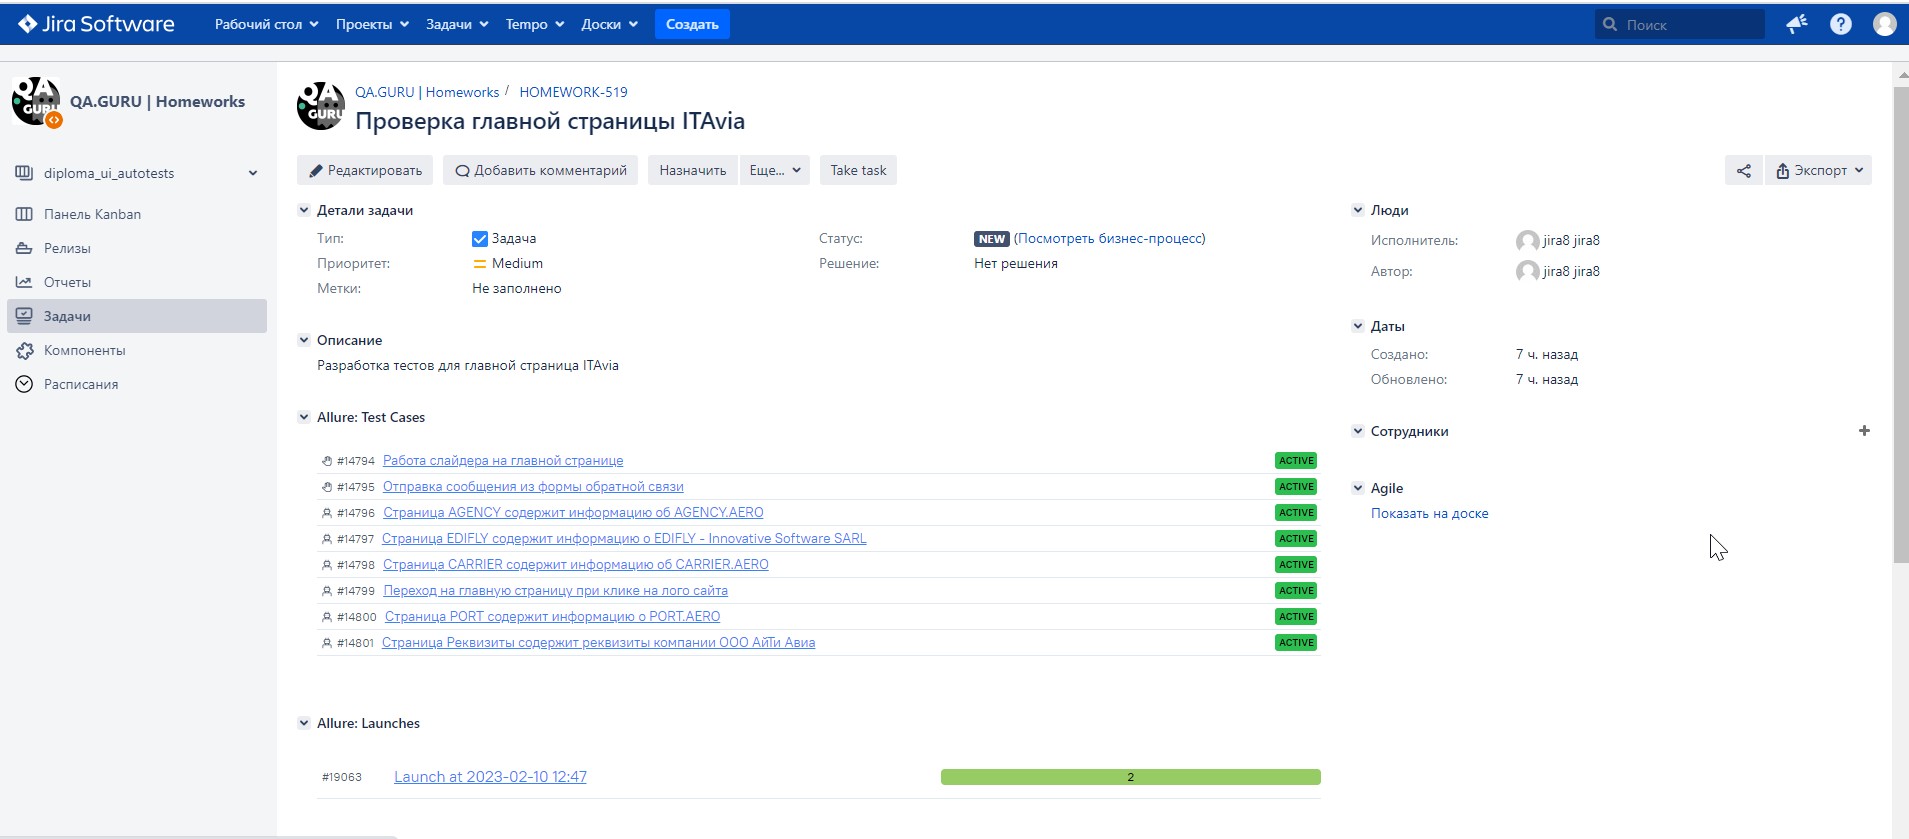 Jira Software Рабочий стол Проекты Задачи Tempo Доски Создать Поиск
QA.GURU | Homeworks
diploma_ui_autotests
Панель Kanban
Релизы
Отчеты
Задачи
Компоненты
Расписания
QA.GURU | Homeworks / HOMEWORK-519
Проверка главной страницы ITAvia
Редактировать Добавить комментарий Назначить Еще... Take task Экспорт
Детали задачи
Тип: Задача Статус: NEW (Посмотреть бизнес-процесс)
Приоритет: Medium Решение: Нет решения
Метки: Не заполнено
Описание
Разработка тестов для главной страница ITAvia
Allure: Test Cases
#14794 Работа слайдера на главной странице ACTIVE
#14795 Отправка сообщения из формы обратной связи ACTIVE
#14796 Страница AGENCY содержит информацию об AGENCY.AERO ACTIVE
#14797 Страница EDIFLY содержит информацию о EDIFLY - Innovative Software SARL ACTIVE
#14798 Страница CARRIER содержит информацию об CARRIER.AERO ACTIVE
#14799 Переход на главную страницу при клике на лого сайта ACTIVE
#14800 Страница PORT содержит информацию о PORT.AERO ACTIVE
#14801 Страница Реквизиты содержит реквизиты компании ООО АйТи Авиа ACTIVE
Allure: Launches
#19063 Launch at 2023-02-10 12:47 2
Люди
Исполнитель: jira8 jira8
Автор: jira8 jira8
Даты
Создано: 7 ч. назад
Обновлено: 7 ч. назад
Сотрудники
Agile
Показать на доске
QA
GURU
QA
GURU